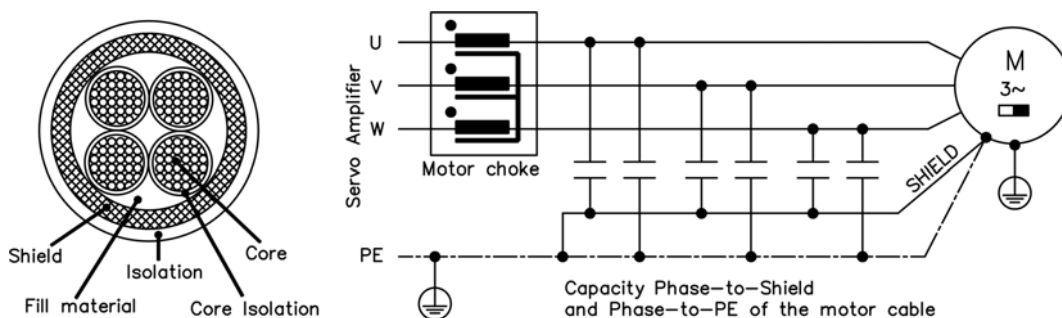 Shield
Fill material
Isolation
Core
Core Isolation
Servo Amplifier
U
V
W
PE
Motor choke
SHIELD
M
3~
Capacity Phase-to-Shield
and Phase-to-PE of the motor cable